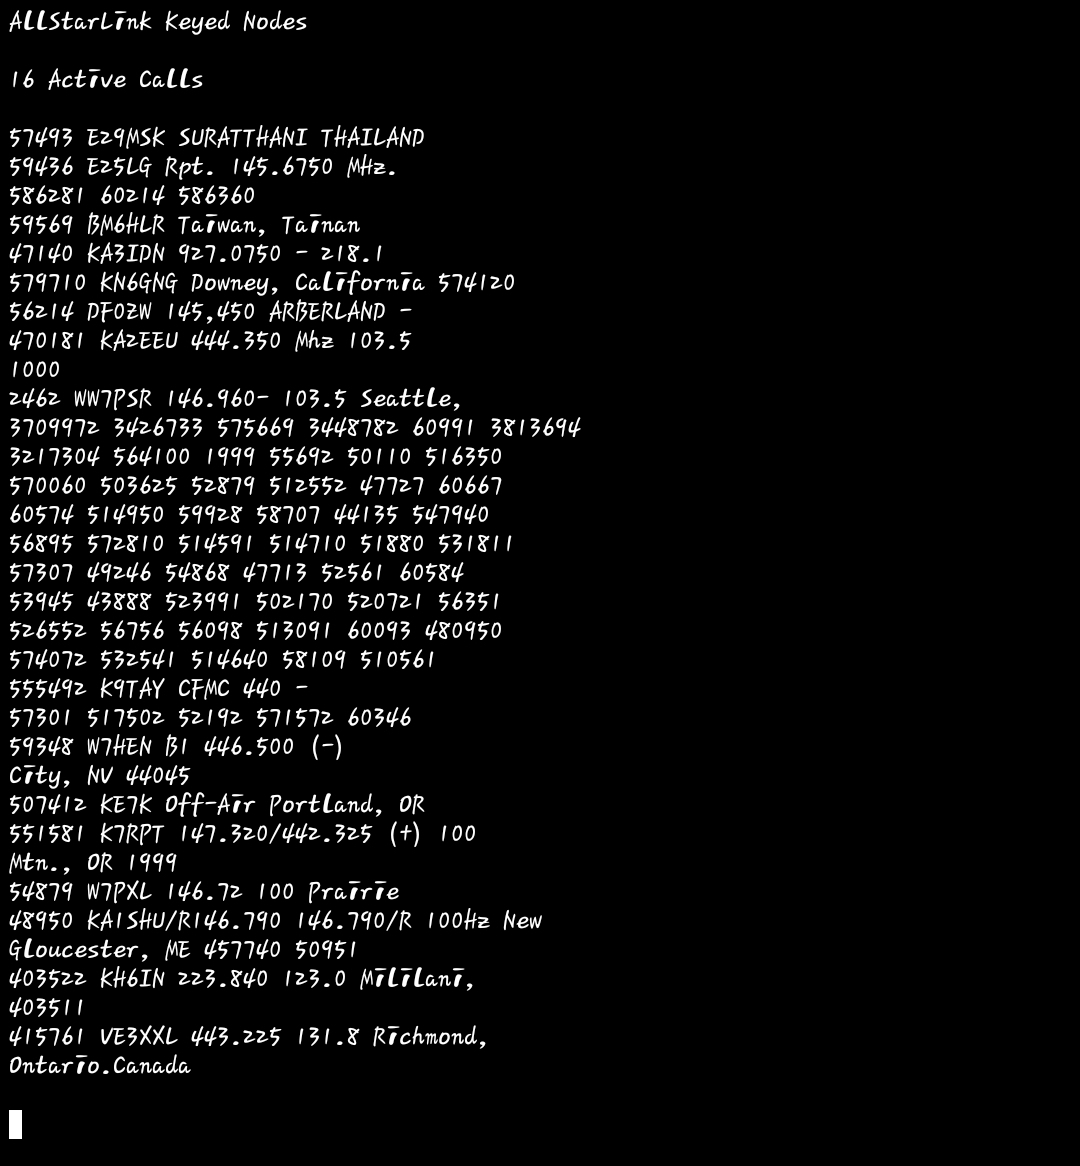 AllStarLink Keyed Nodes
16 Active Calls
57493 E29MSK SURATTHANI THAILAND
59436 E25LG Rpt. 145.6750 MHz.
586281 60214 586360
59569 BM6HLR Taiwan, Tainan
47140 KA3IDN 927.0750 - 218.1
579710 KN6GNG Downey, California 574120
56214 DF0ZW 145,450 ARBERLAND -
470181 KA2EEU 444.350 Mhz 103.5
1000
2462 WW7PSR 146.960- 103.5 Seattle,
3709972 3426733 575669 3448782 60991 3813694
3217304 564100 1999 55692 50110 516350
570060 503625 52879 512552 47727 60667
60574 514950 59928 58707 44135 547940
56895 572810 514591 514710 51880 531811
57307 49246 54868 47713 52561 60584
53945 43888 523991 502170 520721 56351
526552 56756 56098 513091 60093 480950
574072 532541 514640 58109 510561
555492 K9TAY CFMC 440 -
57301 517502 52192 571572 60346
59348 W7HEN B1 446.500 (-)
City, NV 44045
507412 KE7K Off-Air Portland, OR
551581 K7RPT 147.320/442.325 (+) 100
Mtn., OR 1999
54879 W7PXL 146.72 100 Prairie
48950 KA1SHU/R146.790 146.790/R 100Hz New
Gloucester, ME 457740 50951
403522 KH6IN 223.840 123.0 Mililani,
403511
415761 VE3XXL 443.225 131.8 Richmond,
Ontario.Canada